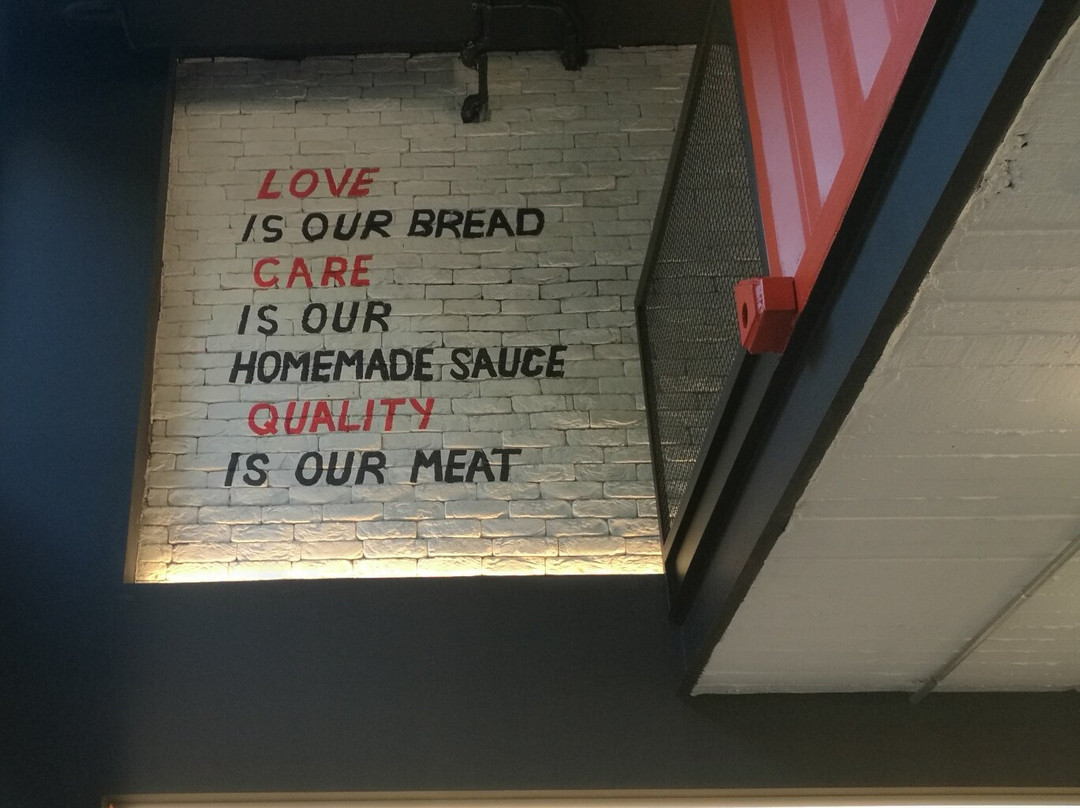 LOVE
IS OUR BREAD
CARE
IS OUR
HOMEMADE SAUCE
QUALITY
IS OUR MEAT